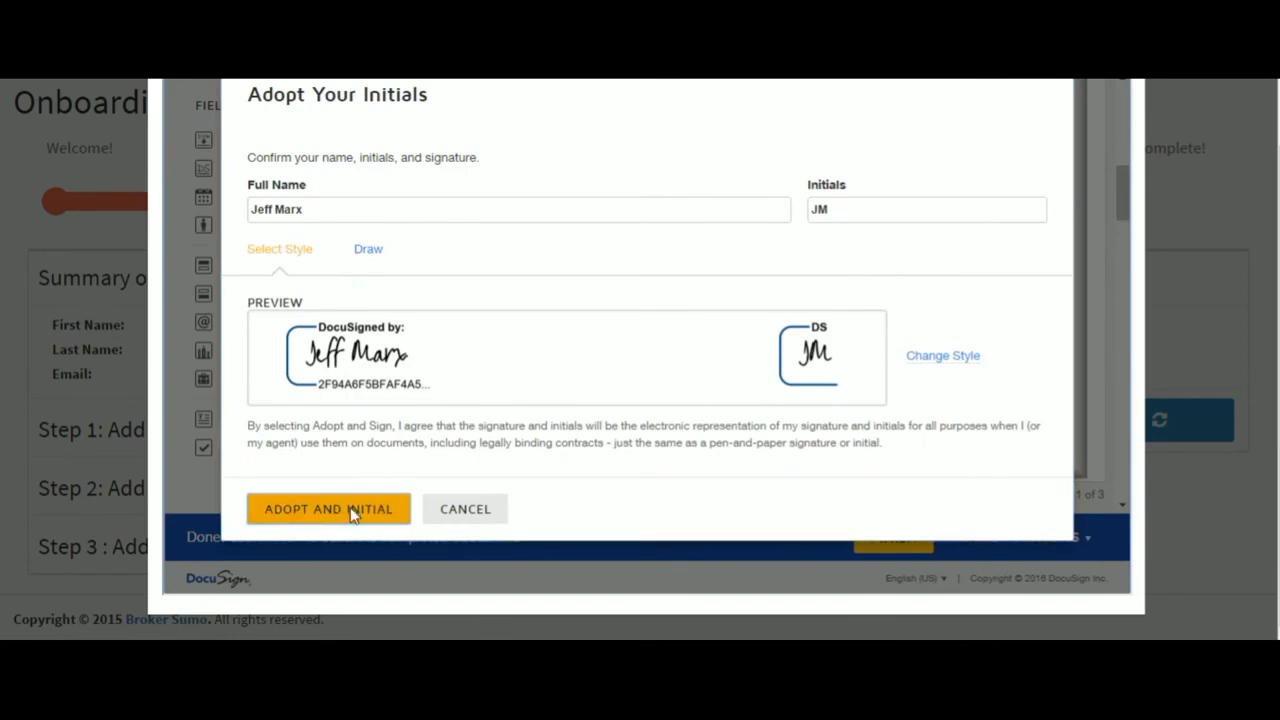 Adopt Your Initials
Onboardi
FIEL
Welcome!
omplete!
Confirm your name, initials, and signature.
Full Name
Initials
Jeff Marx
JM
Select Style
Draw
Summary o
PREVIEW
First Name:
Last Name:
Email:
DocuSigned by:
Jeff Marx
2F94A6F5BFAF4A5...
DS
JM
Change Style
Step 1: Add
By selecting Adopt and Sign, I agree that the signature and initials will be the electronic representation of my signature and initials for all purposes when I (or
my agent) use them on documents, including legally binding contracts - just the same as a pen-and-paper signature or initial.
Step 2: Add
1 of 3
ADOPT AND INITIAL
CANCEL
Done
Step 3 : Add
DocuSign
English (US) ▼ | Copyright © 2016 DocuSign Inc.
Copyright © 2015 Broker Sumo. All rights reserved.